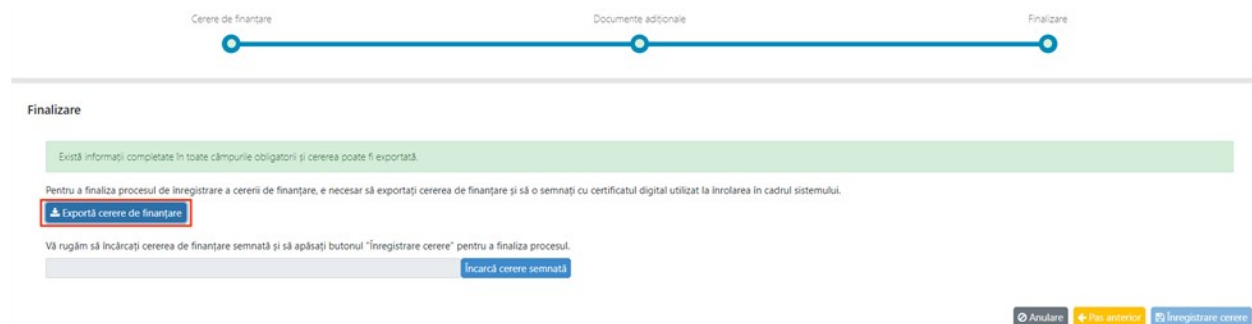 Cerere de finanțare
Documente adiționale
Finalizare
Finalizare
Există informații completate în toate câmpurile obligatorii și cererea poate fi exportată.
Pentru a finaliza procesul de înregistrare a cererii de finanțare, e necesar să exportați cererea de finanțare și să o semnați cu certificatul digital utilizat la înrolarea în cadrul sistemului.
Exportă cerere de finanțare
Vă rugăm să încărcați cererea de finanțare semnată și să apăsați butonul "Înregistrare cerere" pentru a finaliza procesul.
Încarcă cerere semnată
Anulare Pas anterior Înregistrare cerere